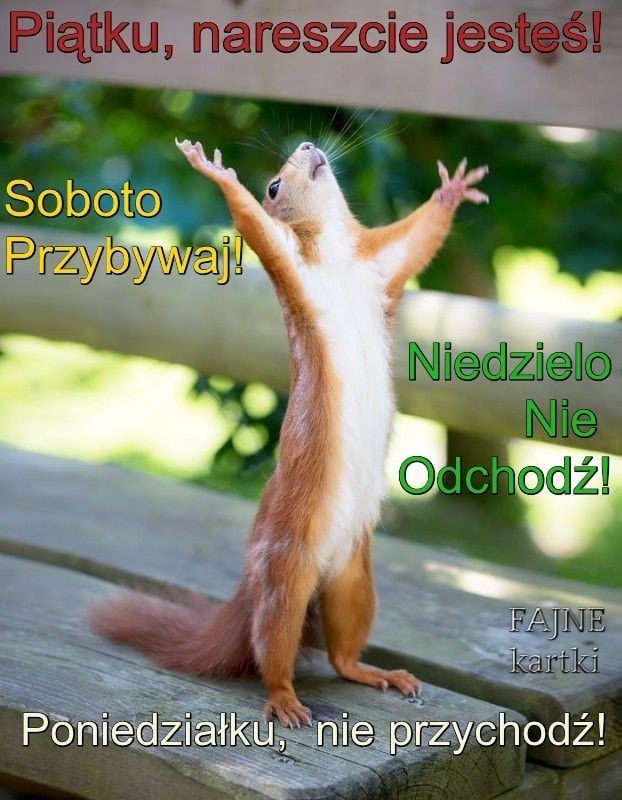 Piątku, nareszcie jesteś!
Soboto
Przybywaj!
Niedzielo
Nie
Odchodź!
FAJNE
kartki
Poniedziałku, nie przychodź!